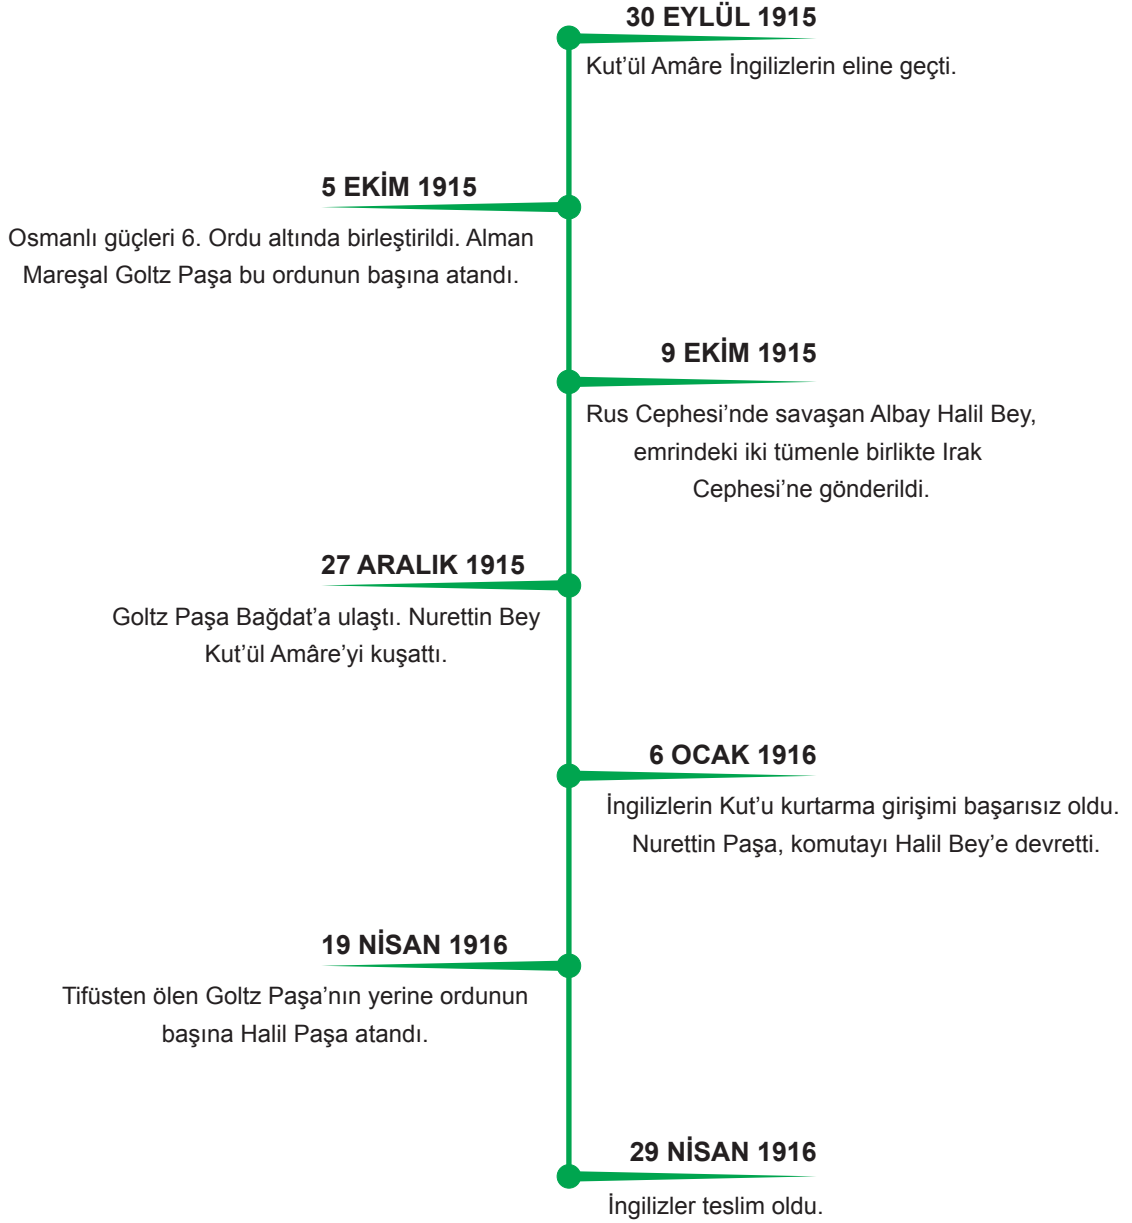 30 EYLÜL 1915
Kut’ül Amâre İngilizlerin eline geçti.
5 EKİM 1915
Osmanlı güçleri 6. Ordu altında birleştirildi. Alman
Mareşal Goltz Paşa bu ordunun başına atandı.
9 EKİM 1915
Rus Cephesi’nde savaşan Albay Halil Bey,
emrindeki iki tümenle birlikte Irak
Cephesi’ne gönderildi.
27 ARALIK 1915
Goltz Paşa Bağdat’a ulaştı. Nurettin Bey
Kut’ül Amâre’yi kuşattı.
6 OCAK 1916
İngilizlerin Kut’u kurtarma girişimi başarısız oldu.
Nurettin Paşa, komutayı Halil Bey’e devretti.
19 NİSAN 1916
Tifüsten ölen Goltz Paşa’nın yerine ordunun
başına Halil Paşa atandı.
29 NİSAN 1916
İngilizler teslim oldu.